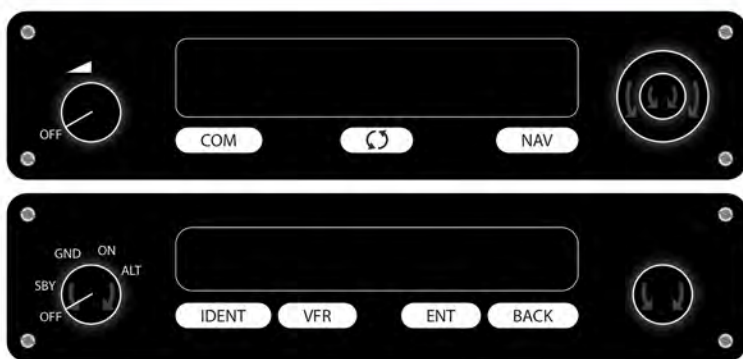 OFF
COM
NAV
GND
ON
ALT
SBY
OFF
IDENT
VFR
ENT
BACK